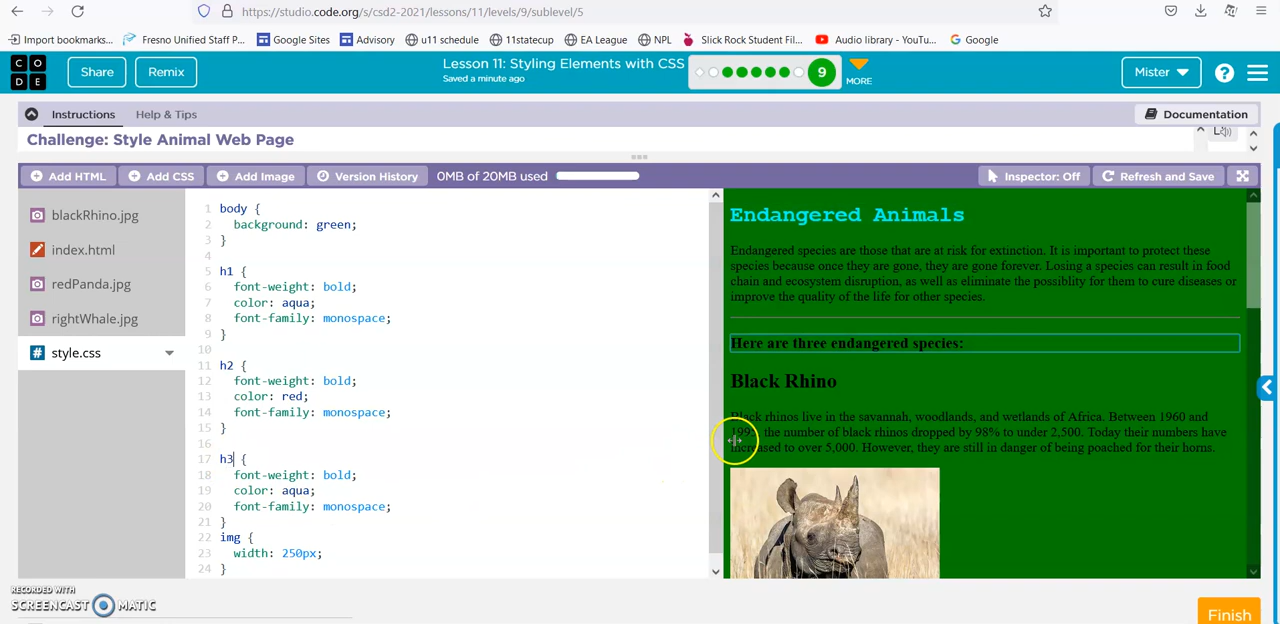 https://studio.code.org/s/csd2-2021/lessons/11/levels/9/sublevel/5
Import bookmarks...
Fresno Unified Staff P...
Google Sites
Advisory
u11 schedule
11statecup
EA League
NPL
Slick Rock Student Fil...
Audio library - YouTu...
Google
CODE
Share
Remix
Lesson 11: Styling Elements with CSS
Saved a minute ago
9
MORE
Mister
?
Instructions
Help & Tips
Documentation
Challenge: Style Animal Web Page
Add HTML
Add CSS
Add Image
Version History
0MB of 20MB used
Inspector: Off
Refresh and Save
blackRhino.jpg
index.html
redPanda.jpg
rightWhale.jpg
# style.css
1 body {
2 background: green;
3 }
4
5 h1 {
6 font-weight: bold;
7 color: aqua;
8 font-family: monospace;
9 }
10
11 h2 {
12 font-weight: bold;
13 color: red;
14 font-family: monospace;
15 }
16
17 h3 {
18 font-weight: bold;
19 color: aqua;
20 font-family: monospace;
21 }
22 img {
23 width: 250px;
24 }
Endangered Animals
Endangered species are those that are at risk for extinction. It is important to protect these
species because once they are gone, they are gone forever. Losing a species can result in food
chain and ecosystem disruption, as well as eliminate the possiblity for them to cure diseases or
improve the quality of the life for other species.
Here are three endangered species:
Black Rhino
Black rhinos live in the savannah, woodlands, and wetlands of Africa. Between 1960 and
1995, the number of black rhinos dropped by 98% to under 2,500. Today their numbers have
increased to over 5,000. However, they are still in danger of being poached for their horns.
RECORDED WITH
SCREENCAST MATIC
Finish